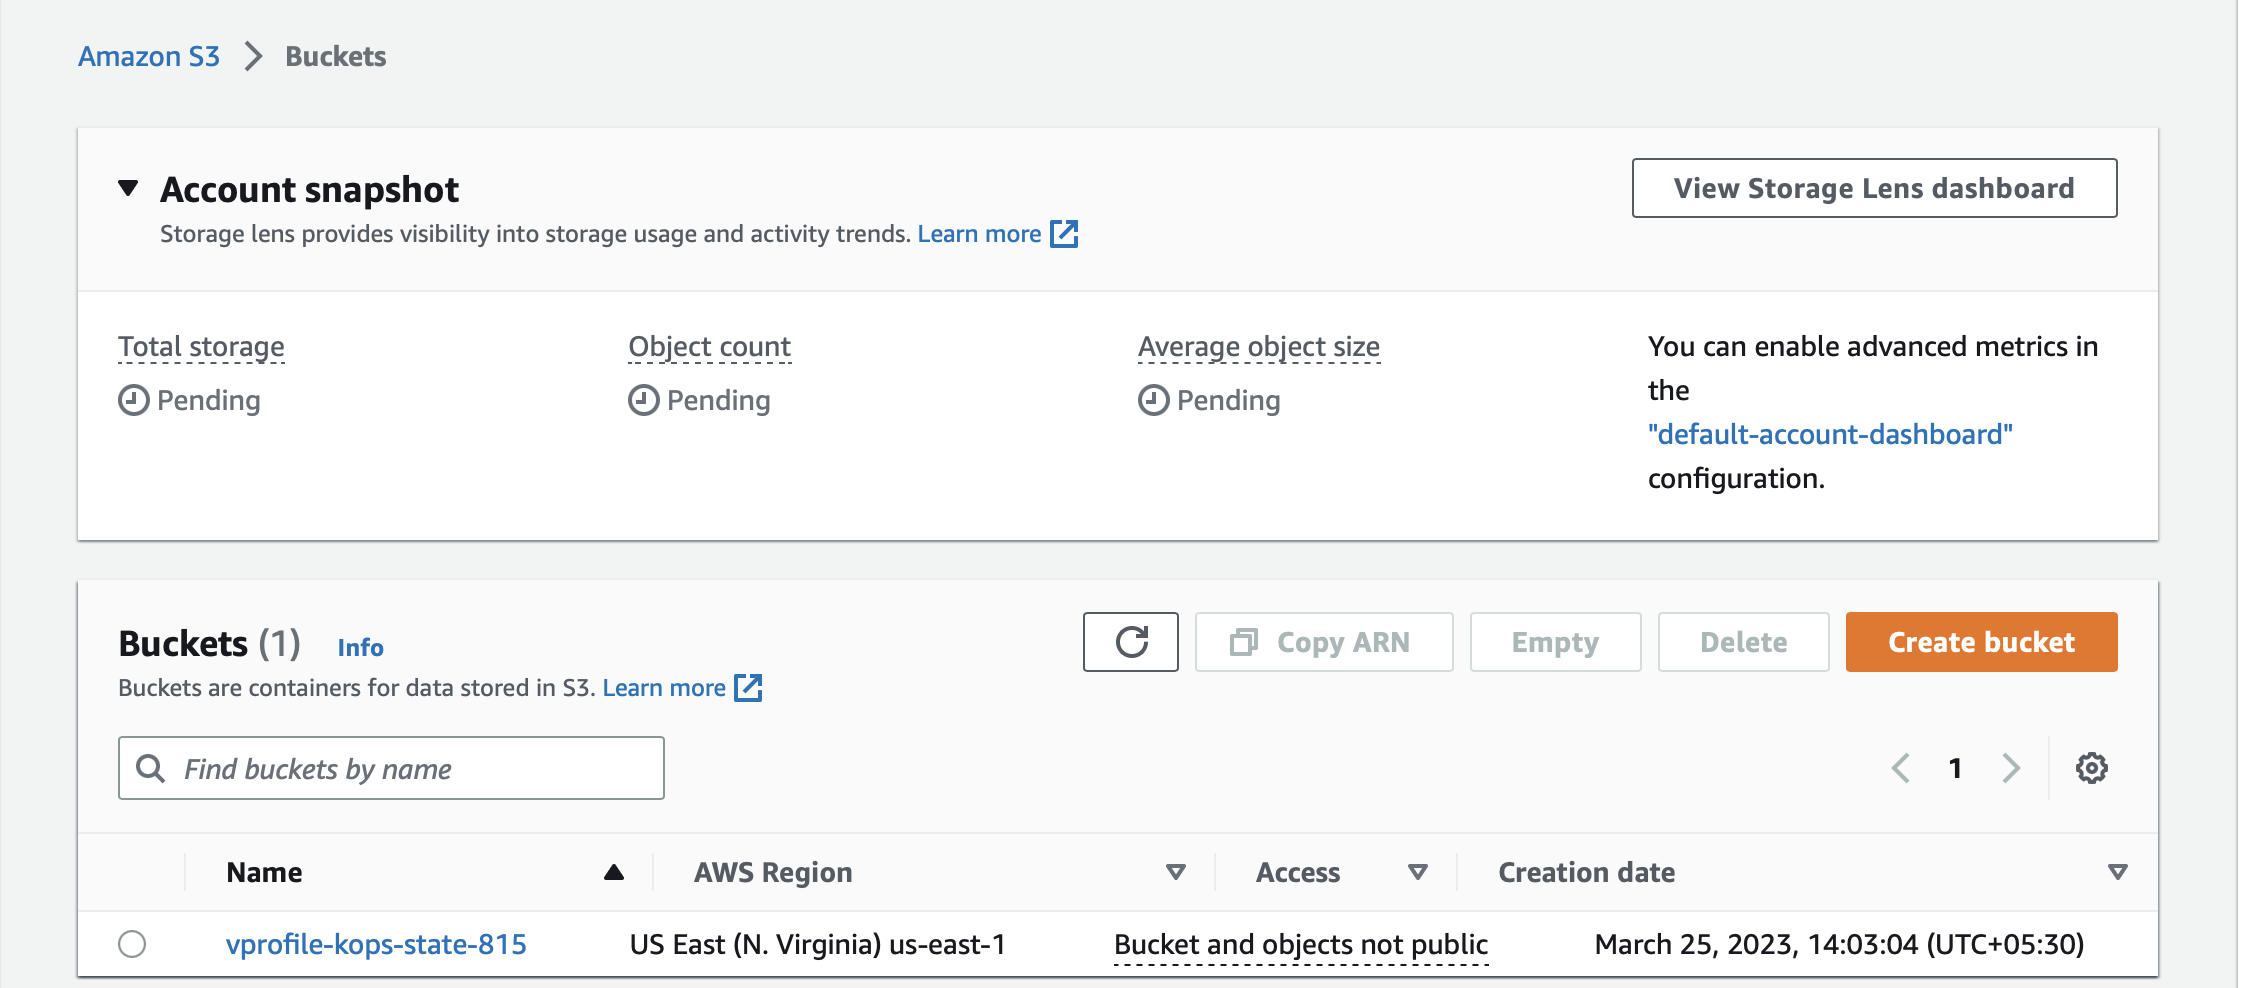 Amazon S3 > Buckets
Account snapshot
View Storage Lens dashboard
Storage lens provides visibility into storage usage and activity trends. Learn more
Total storage
Pending
Object count
Pending
Average object size
Pending
You can enable advanced metrics in
the
"default-account-dashboard"
configuration.
Buckets (1) Info
Copy ARN
Empty
Delete
Create bucket
Buckets are containers for data stored in S3. Learn more
Find buckets by name
1
Name AWS Region Access Creation date
vprofile-kops-state-815 US East (N. Virginia) us-east-1 Bucket and objects not public March 25, 2023, 14:03:04 (UTC+05:30)